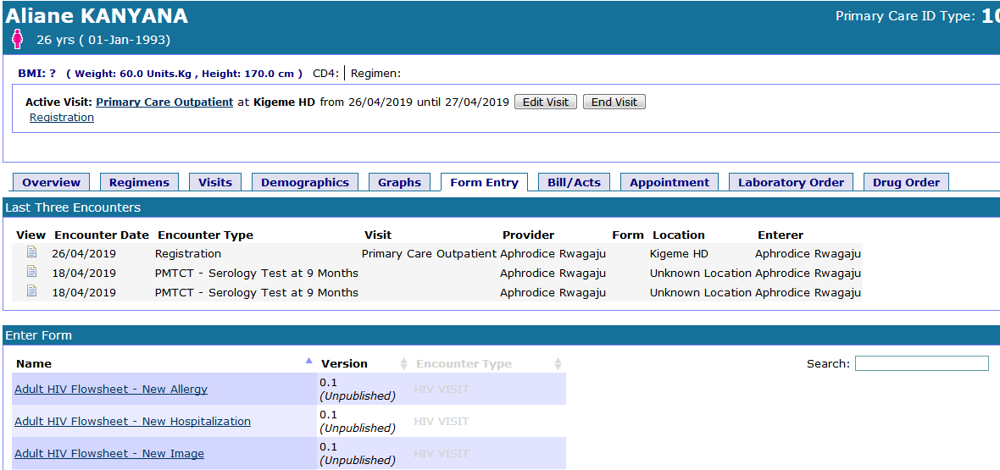 Aliane KANYANA
Primary Care ID Type: 10
26 yrs ( 01-Jan-1993)
BMI: ? ( Weight: 60.0 Units.Kg , Height: 170.0 cm ) CD4: Regimen:
Active Visit: Primary Care Outpatient at Kigeme HD from 26/04/2019 until 27/04/2019 Edit Visit End Visit
Registration
Overview Regimens Visits Demographics Graphs Form Entry Bill/Acts Appointment Laboratory Order Drug Order
Last Three Encounters
View Encounter Date Encounter Type Visit Provider Form Location Enterer
26/04/2019 Registration Primary Care Outpatient Aphrodice Rwagaju Kigeme HD Aphrodice Rwagaju
18/04/2019 PMTCT - Serology Test at 9 Months Aphrodice Rwagaju Unknown Location Aphrodice Rwagaju
18/04/2019 PMTCT - Serology Test at 9 Months Aphrodice Rwagaju Unknown Location Aphrodice Rwagaju
Enter Form
Name Version Encounter Type Search:
Adult HIV Flowsheet - New Allergy 0.1 (Unpublished) HIV VISIT
Adult HIV Flowsheet - New Hospitalization 0.1 (Unpublished) HIV VISIT
Adult HIV Flowsheet - New Image 0.1 (Unpublished) HIV VISIT